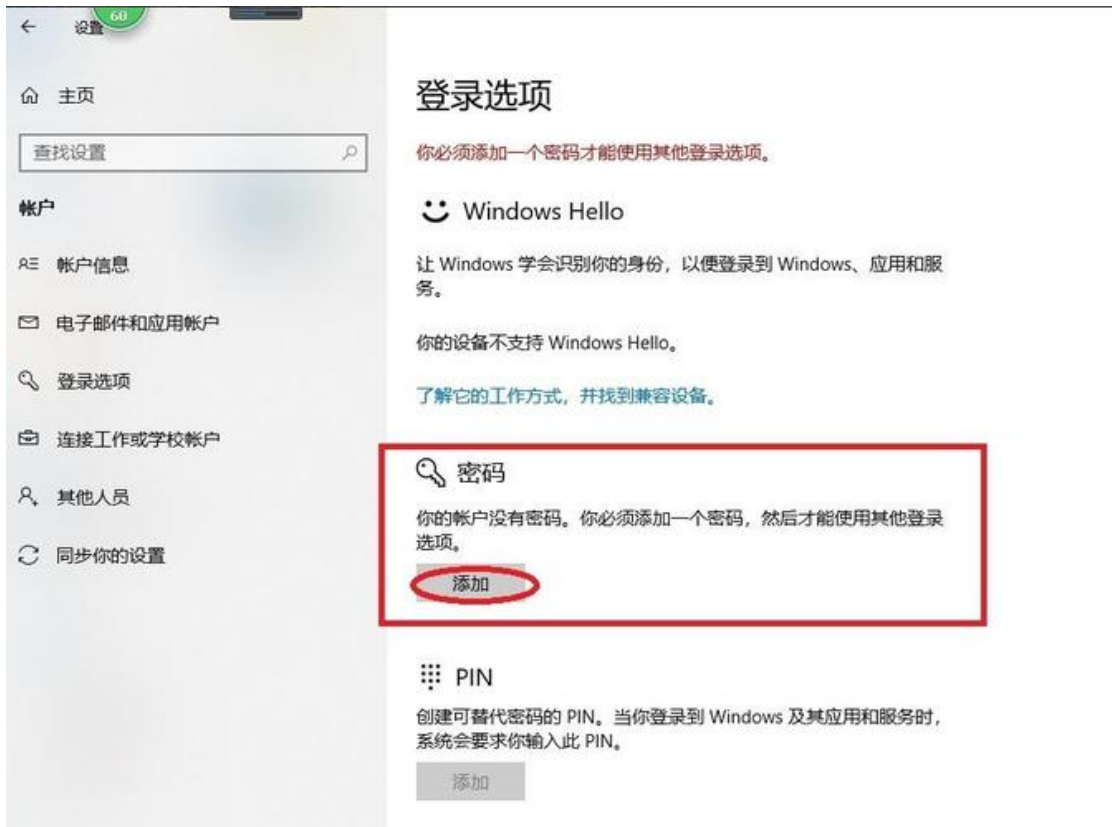 60
设置
主页
查找设置
帐户
帐户信息
电子邮件和应用帐户
登录选项
连接工作或学校帐户
其他人员
同步你的设置
登录选项
你必须添加一个密码才能使用其他登录选项。
Windows Hello
让 Windows 学会识别你的身份，以便登录到 Windows、应用和服
务。
你的设备不支持 Windows Hello。
了解它的工作方式，并找到兼容设备。
密码
你的帐户没有密码。你必须添加一个密码，然后才能使用其他登录
选项。
添加
PIN
创建可替代密码的 PIN。当你登录到 Windows 及其应用和服务时，
系统会要求你输入此 PIN。
添加